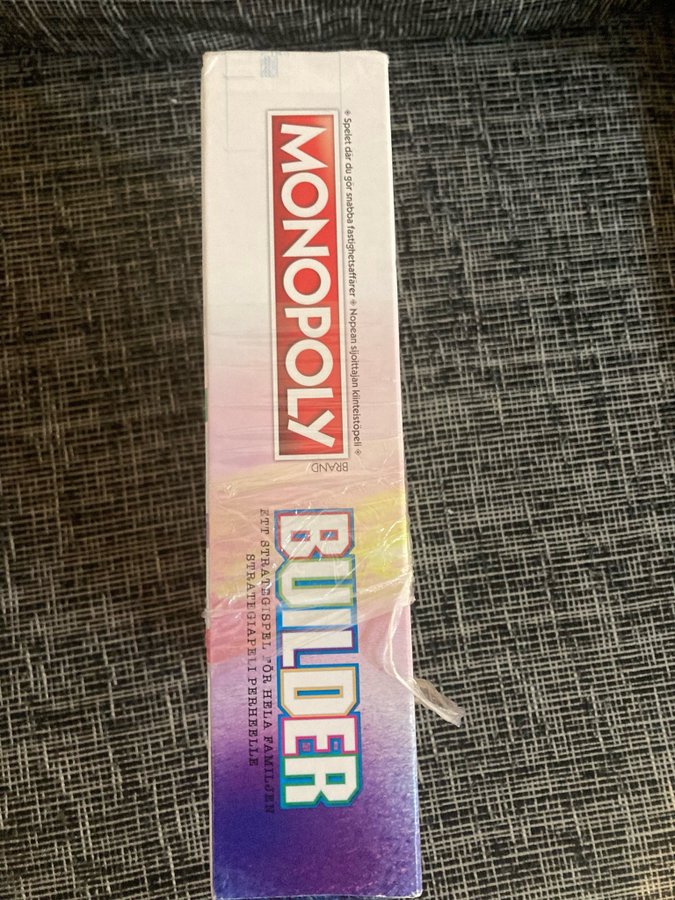 * Spelet där du gör snabba fastighetsaffärer * Nopean sijoittajan kiinteistöpeli *
MONOPOLY
BRAND
BUILDER
ETT STRATEGISPEL FÖR HELA FAMILJEN
STRATEGIAPELI PERHEELLE